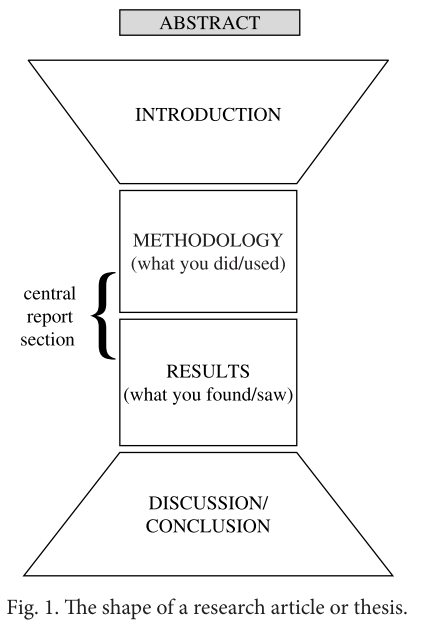 ABSTRACT
INTRODUCTION
METHODOLOGY
(what you did/used)
central
report
section
RESULTS
(what you found/saw)
DISCUSSION/
CONCLUSION
Fig. 1. The shape of a research article or thesis.